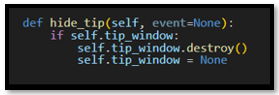 def hide_tip(self, event=None):
    if self.tip_window:
        self.tip_window.destroy()
        self.tip_window = None